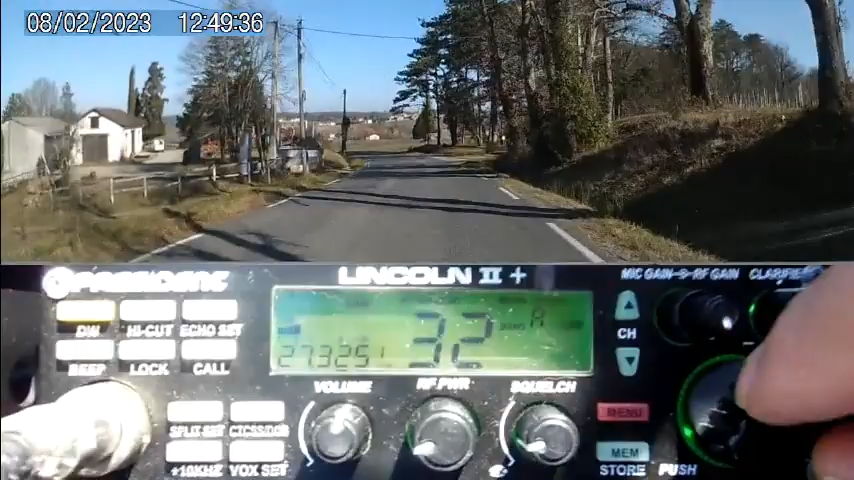 08/02/2023 12:49:36
PRESIDENT LINCOLN II + MIC GAIN-O-RF GAIN CLARIFIER
DW HI-CUT ECHO SET
BEEP LOCK CALL
32
273251
CH
VOLUME RF PWR SQUELCH
SPLIT SET CTCSS/DCS
MENU
+10KHZ VOX SET
MEM
STORE PUSH